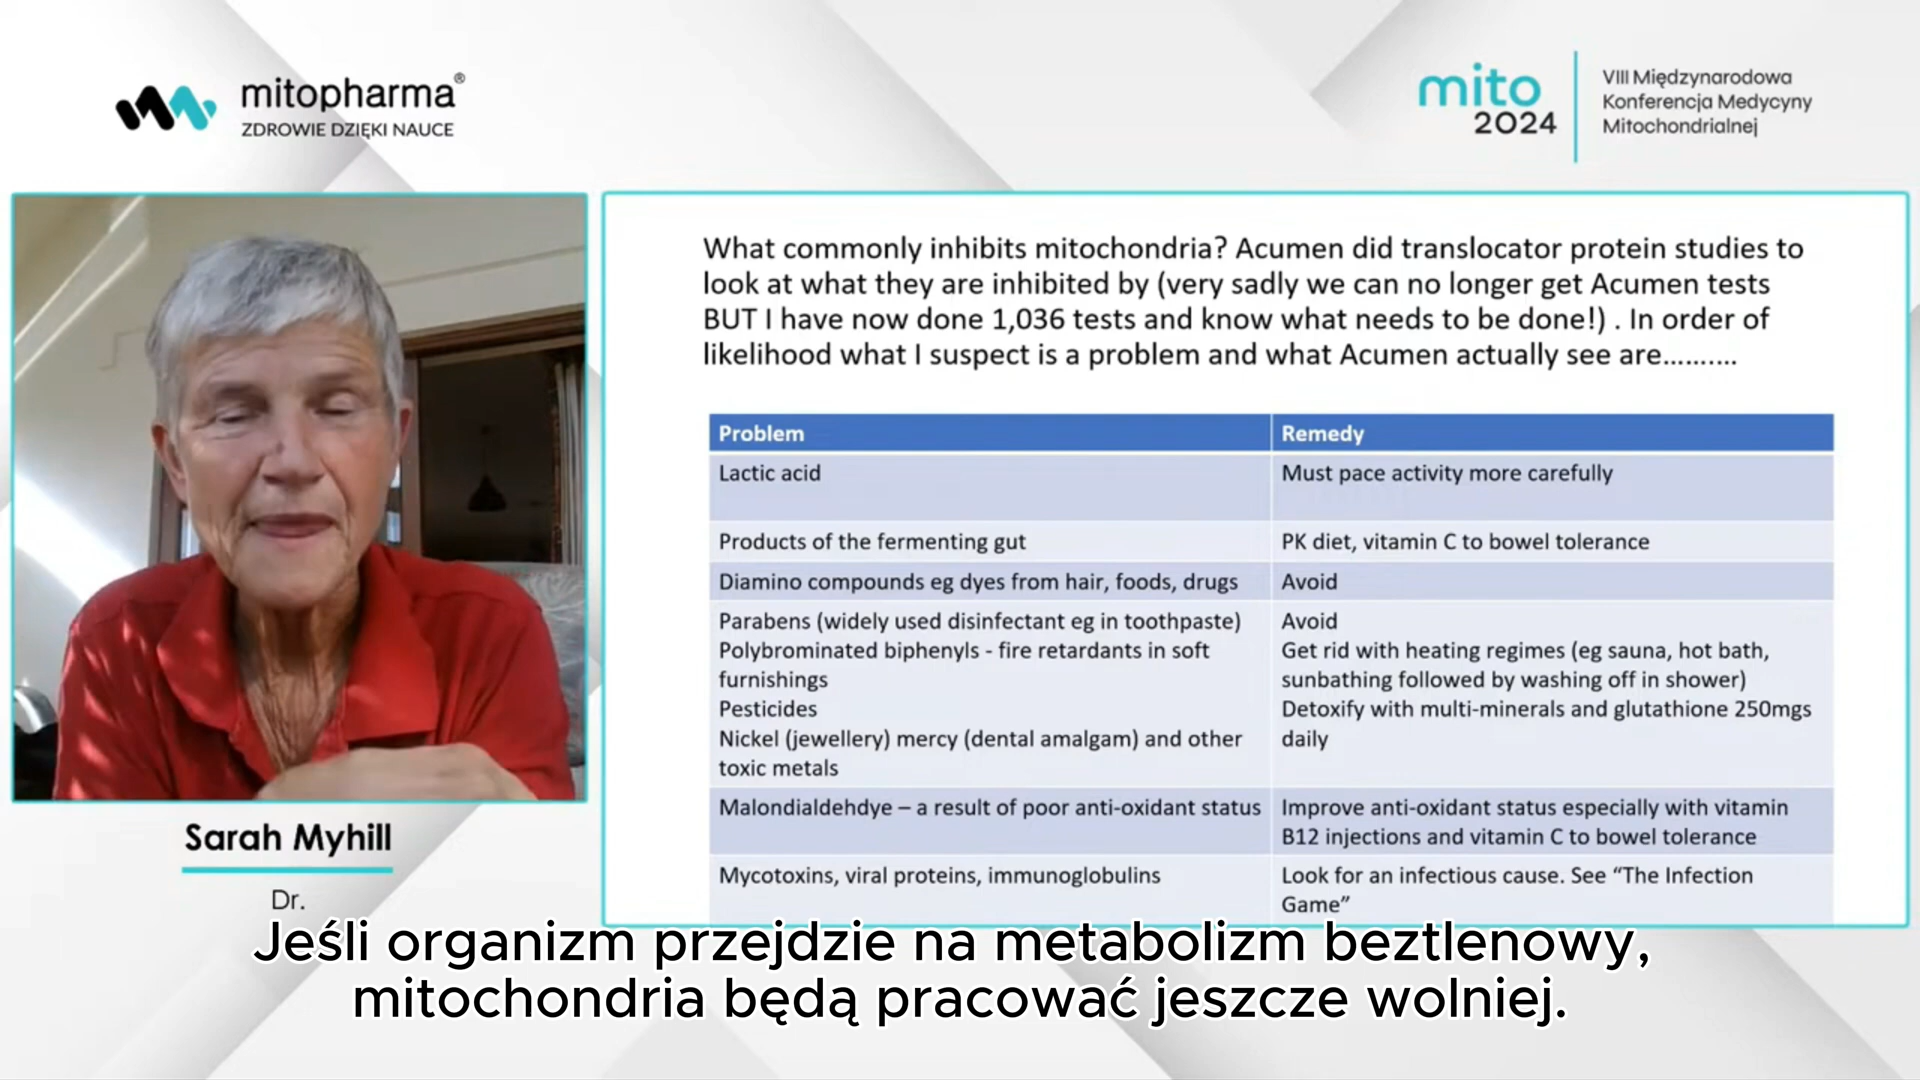 mitopharma®
ZDROWIE DZIĘKI NAUCE
mito
2024
VIII Międzynarodowa
Konferencja Medycyny
Mitochondrialnej
What commonly inhibits mitochondria? Acumen did translocator protein studies to
look at what they are inhibited by (very sadly we can no longer get Acumen tests
BUT I have now done 1,036 tests and know what needs to be done!) . In order of
likelihood what I suspect is a problem and what Acumen actually see are……….
Problem
Remedy
Lactic acid
Must pace activity more carefully
Products of the fermenting gut
PK diet, vitamin C to bowel tolerance
Diamino compounds eg dyes from hair, foods, drugs
Avoid
Parabens (widely used disinfectant eg in toothpaste)
Polybrominated biphenyls - fire retardants in soft
furnishings
Pesticides
Nickel (jewellery) mercy (dental amalgam) and other
toxic metals
Avoid
Get rid with heating regimes (eg sauna, hot bath,
sunbathing followed by washing off in shower)
Detoxify with multi-minerals and glutathione 250mgs
daily
Malondialdehdye – a result of poor anti-oxidant status
Improve anti-oxidant status especially with vitamin
B12 injections and vitamin C to bowel tolerance
Mycotoxins, viral proteins, immunoglobulins
Look for an infectious cause. See “The Infection
Game”
Sarah Myhill
Dr.
Jeśli organizm przejdzie na metabolizm beztlenowy,
mitochondria będą pracować jeszcze wolniej.